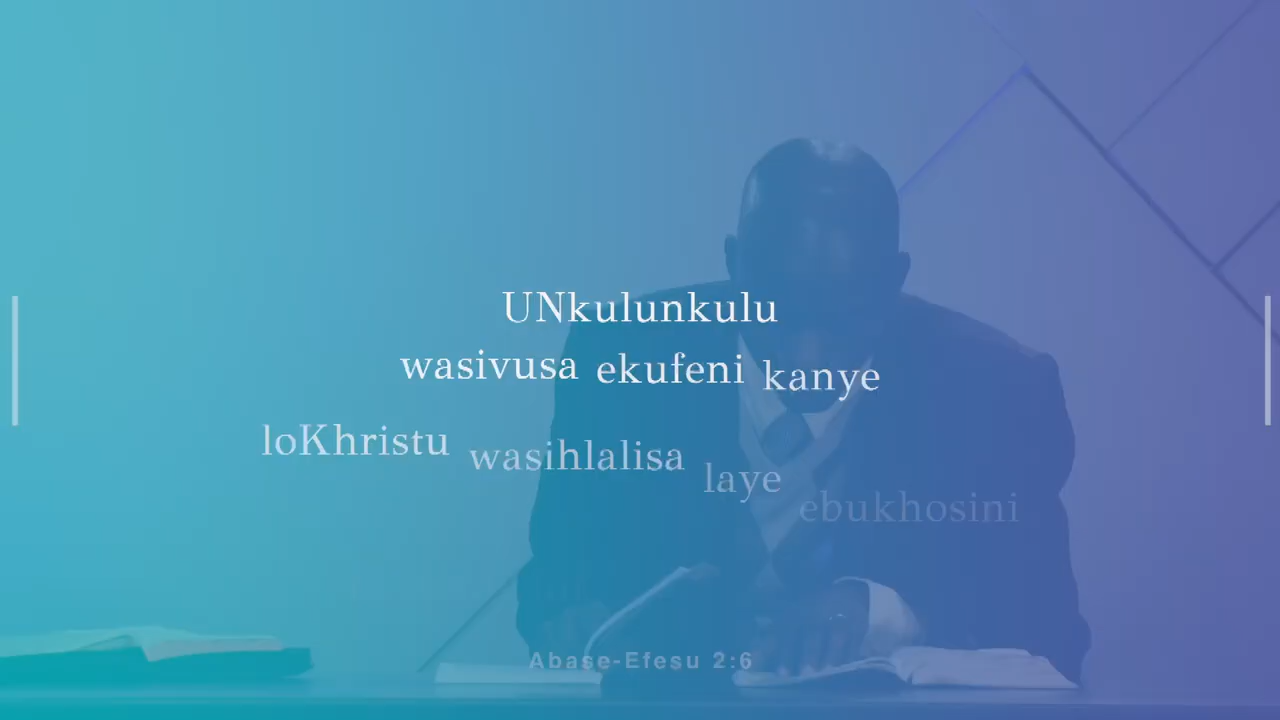 UNkulunkulu
wasivusa ekufeni kanye
loKhristu wasihlalisa laye ebukhosini
Abase-Efesu 2:6